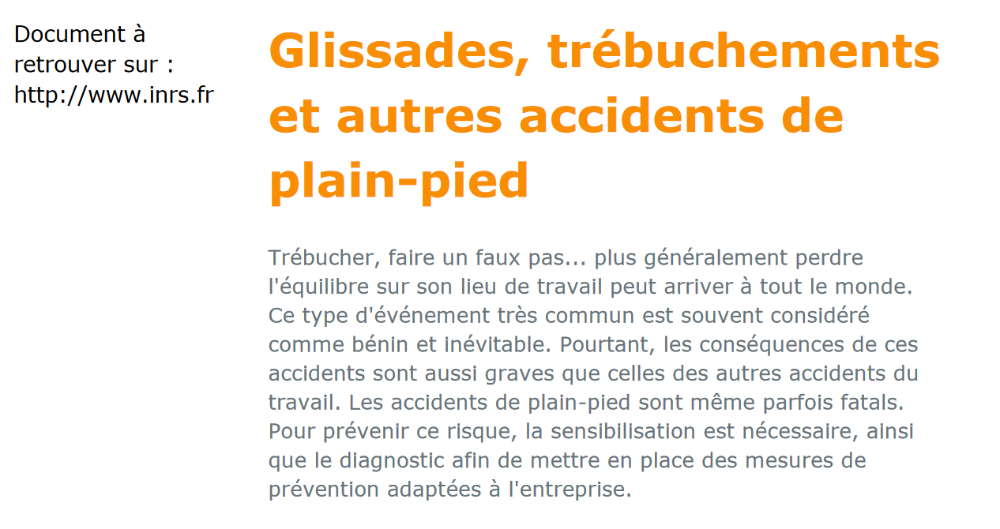 Document à
retrouver sur :
http://www.inrs.fr
Glissades, trébuchements
et autres accidents de
plain-pied
Trébucher, faire un faux pas... plus généralement perdre
l'équilibre sur son lieu de travail peut arriver à tout le monde.
Ce type d'événement très commun est souvent considéré
comme bénin et inévitable. Pourtant, les conséquences de ces
accidents sont aussi graves que celles des autres accidents du
travail. Les accidents de plain-pied sont même parfois fatals.
Pour prévenir ce risque, la sensibilisation est nécessaire, ainsi
que le diagnostic afin de mettre en place des mesures de
prévention adaptées à l'entreprise.